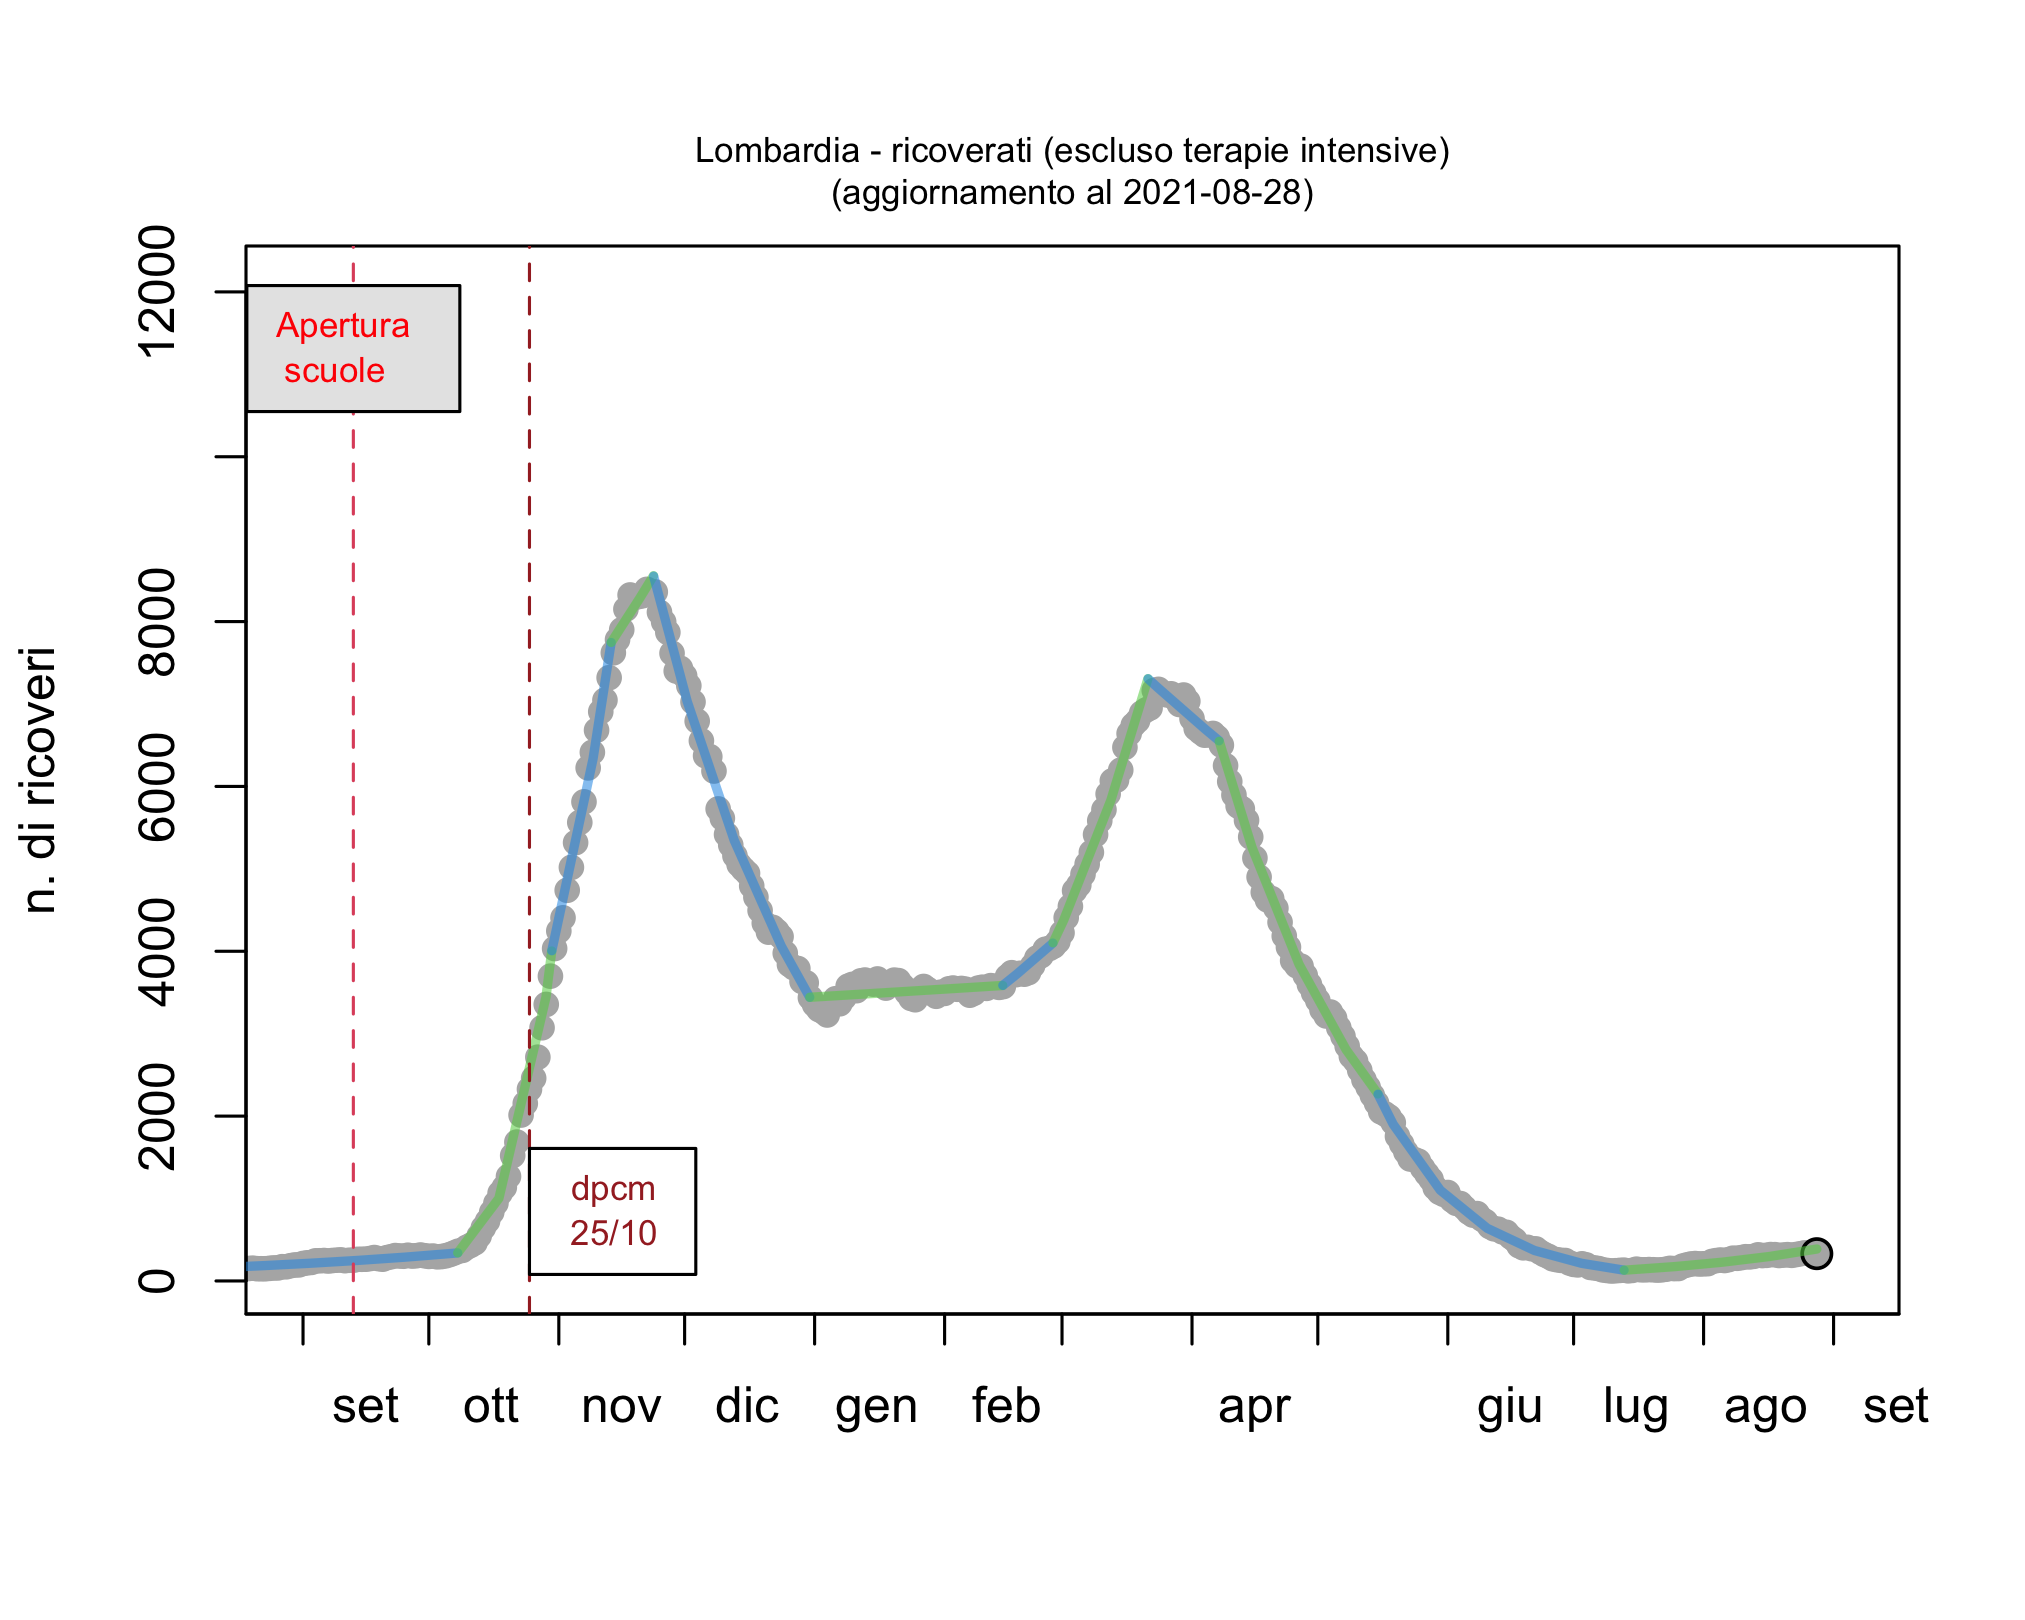 Lombardia - ricoverati (escluso terapie intensive)
(aggiornamento al 2021-08-28)
n. di ricoveri
12000
8000
6000
4000
2000
0
Apertura
scuole
dpcm
25/10
set ott nov dic gen feb apr giu lug ago set